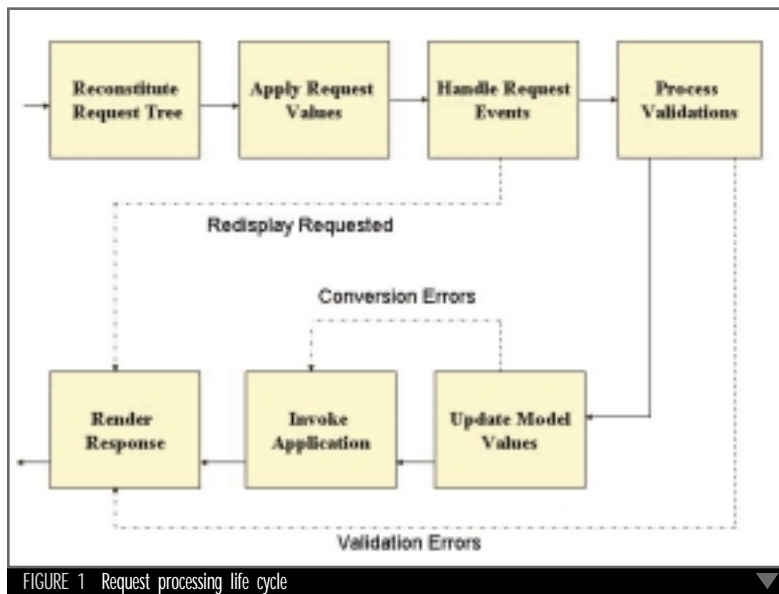 Reconstitute
Request Tree
Apply Request
Values
Handle Request
Events
Process
Validations
Redisplay Requested
Conversion Errors
Render
Response
Invoke
Application
Update Model
Values
Validation Errors
FIGURE 1 Request processing life cycle